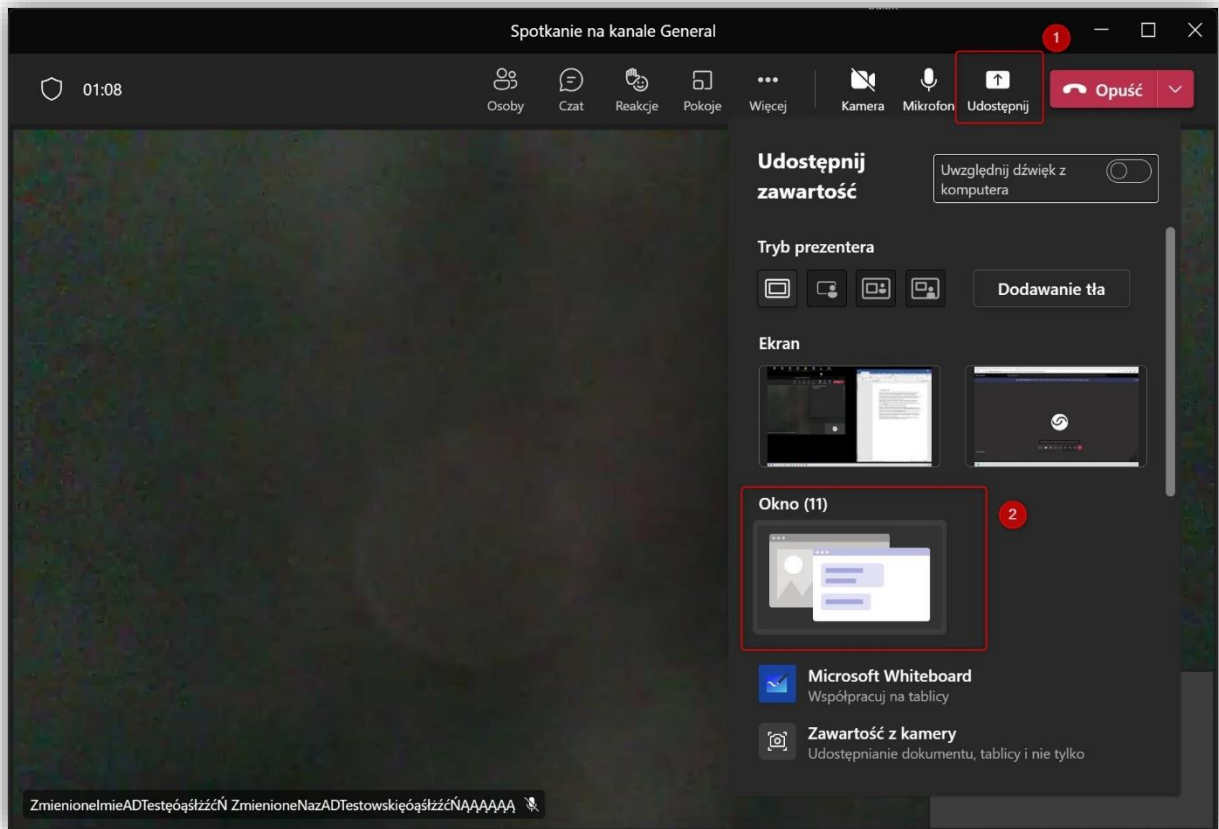 Spotkanie na kanale General
1
01:08
Osoby
Czat
Reakcje
Pokoje
Więcej
Kamera
Mikrofon
Udostępnij
Opuść
Udostępnij
zawartość
Uwzględnij dźwięk z
komputera
Tryb prezentera
Dodawanie tła
Ekran
Okno (11)
2
Microsoft Whiteboard
Współpracuj na tablicy
Zawartość z kamery
Udostępnianie dokumentu, tablicy i nie tylko
ZmienioneImieADTestęóąśłżźćŃ ZmienioneNazADTestowskięóąśłżźćŃĄĄĄĄĄĄ